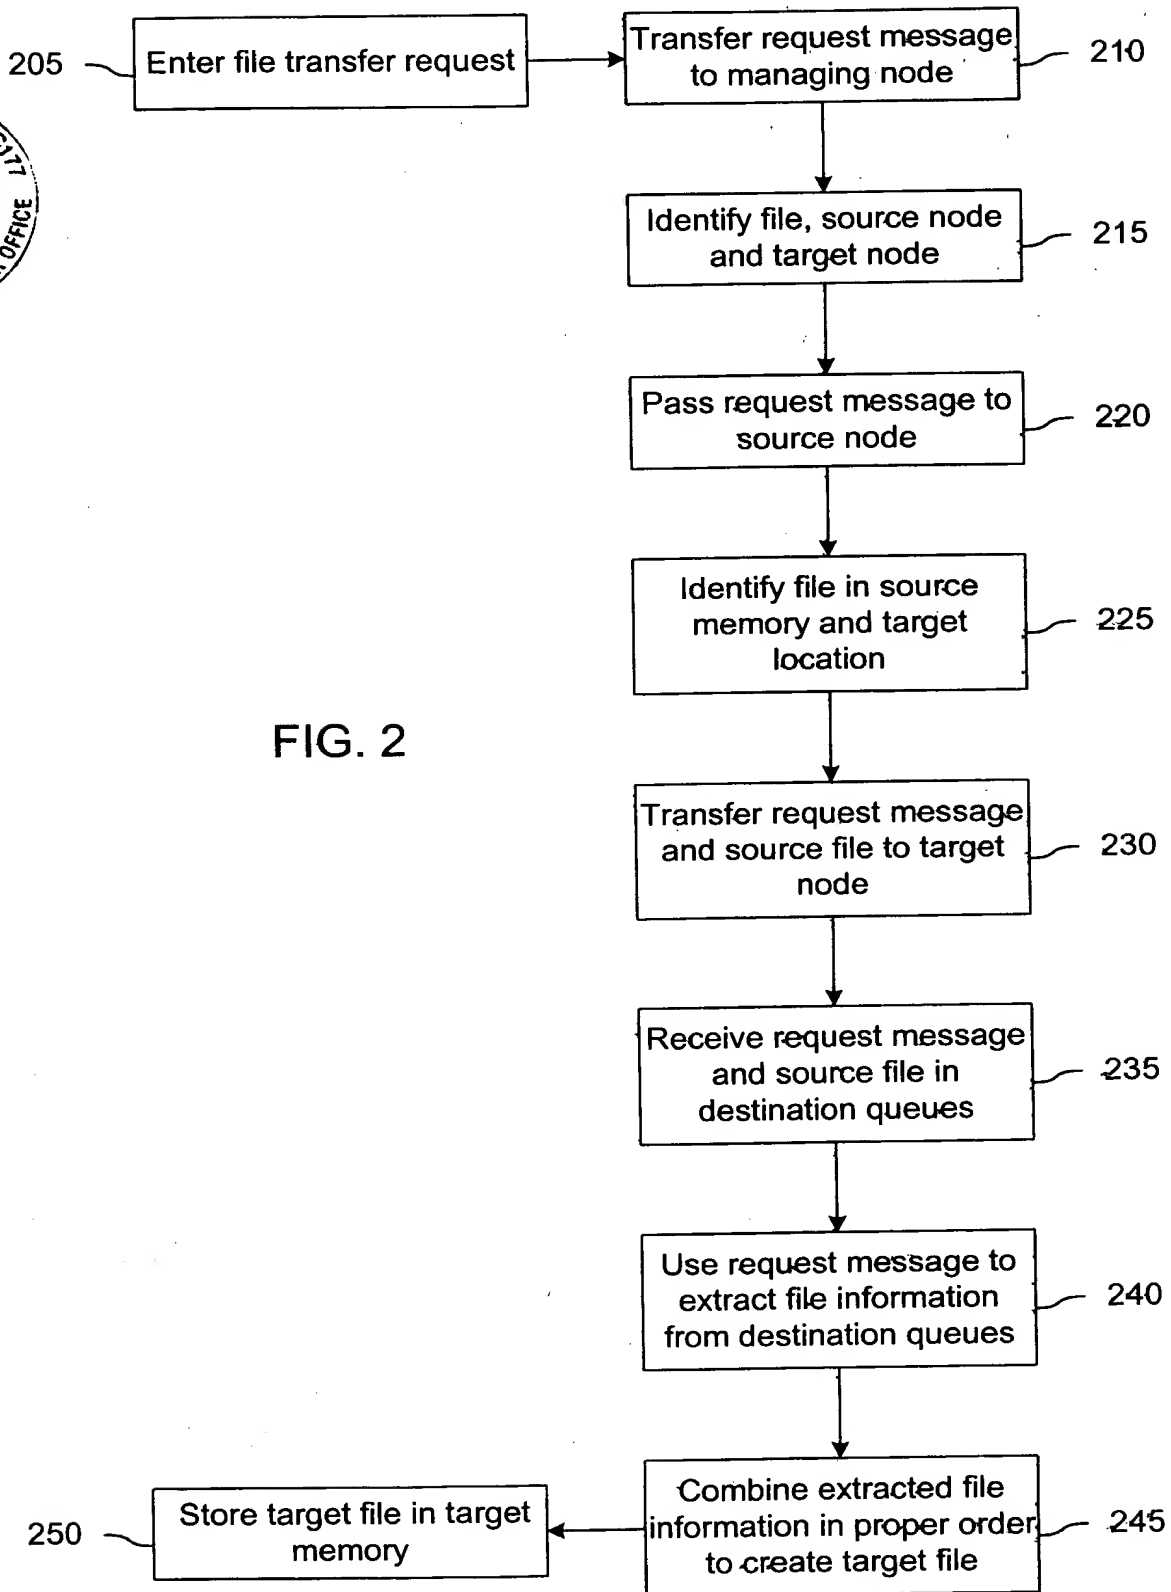 205
Enter file transfer request
Transfer request message
to managing node
210
OFFICE
Identify file, source node
and target node
215
Pass request message to
source node
220
Identify file in source
memory and target
location
225
FIG. 2
Transfer request message
and source file to target
node
230
Receive request message
and source file in
destination queues
235
Use request message to
extract file information
from destination queues
240
Combine extracted file
information in proper order
to create target file
245
Store target file in target
memory
250